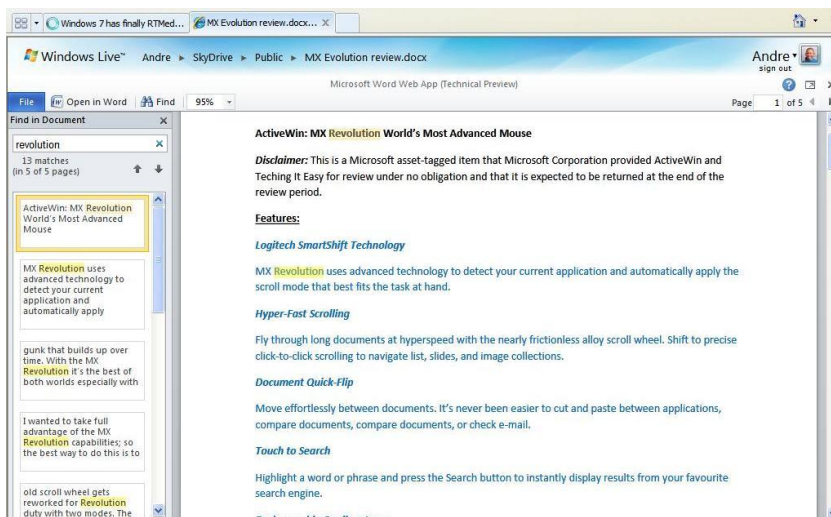 Windows 7 has finally RTMed...
MX Evolution review.docx...
Windows Live™ Andre ▸ SkyDrive ▸ Public ▸ MX Evolution review.docx
Andre
sign out
Microsoft Word Web App (Technical Preview)
File Open in Word Find 95%
Page 1 of 5
Find in Document
revolution
13 matches
(in 5 of 5 pages)
ActiveWin: MX Revolution
World's Most Advanced
Mouse
MX Revolution uses
advanced technology to
detect your current
application and
automatically apply
gunk that builds up over
time. With the MX
Revolution it's the best of
both worlds especially with
I wanted to take full
advantage of the MX
Revolution capabilities; so
the best way to do this is to
old scroll wheel gets
reworked for Revolution
duty with two modes. The
ActiveWin: MX Revolution World's Most Advanced Mouse
Disclaimer: This is a Microsoft asset-tagged item that Microsoft Corporation provided ActiveWin and
Teching It Easy for review under no obligation and that it is expected to be returned at the end of the
review period.
Features:
Logitech SmartShift Technology
MX Revolution uses advanced technology to detect your current application and automatically apply the
scroll mode that best fits the task at hand.
Hyper-Fast Scrolling
Fly through long documents at hyperspeed with the nearly frictionless alloy scroll wheel. Shift to precise
click-to-click scrolling to navigate list, slides, and image collections.
Document Quick-Flip
Move effortlessly between documents. It's never been easier to cut and paste between applications,
compare documents, compare documents, or check e-mail.
Touch to Search
Highlight a word or phrase and press the Search button to instantly display results from your favourite
search engine.